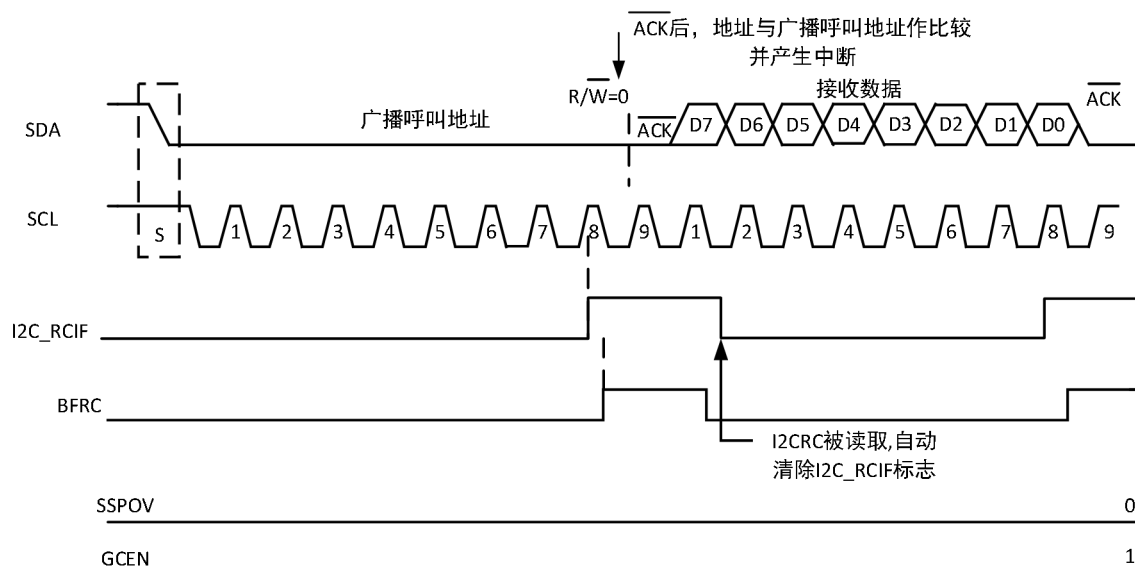 ACK后，地址与广播呼叫地址作比较
并产生中断
R/W=0
接收数据
ACK
SDA
广播呼叫地址
ACK
D7 D6 D5 D4 D3 D2 D1 D0
SCL
S
1 2 3 4 5 6 7 8 9 1 2 3 4 5 6 7 8 9
I2C_RCIF
BFRC
I2CRC被读取,自动
清除I2C_RCIF标志
SSPOV
0
GCEN
1